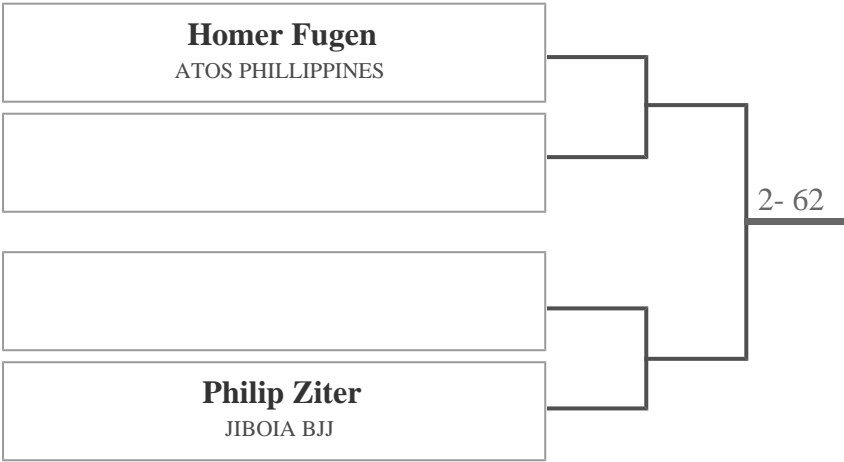 Homer Fugen
ATOS PHILLIPPINES
2- 62
Philip Ziter
JIBOIA BJJ